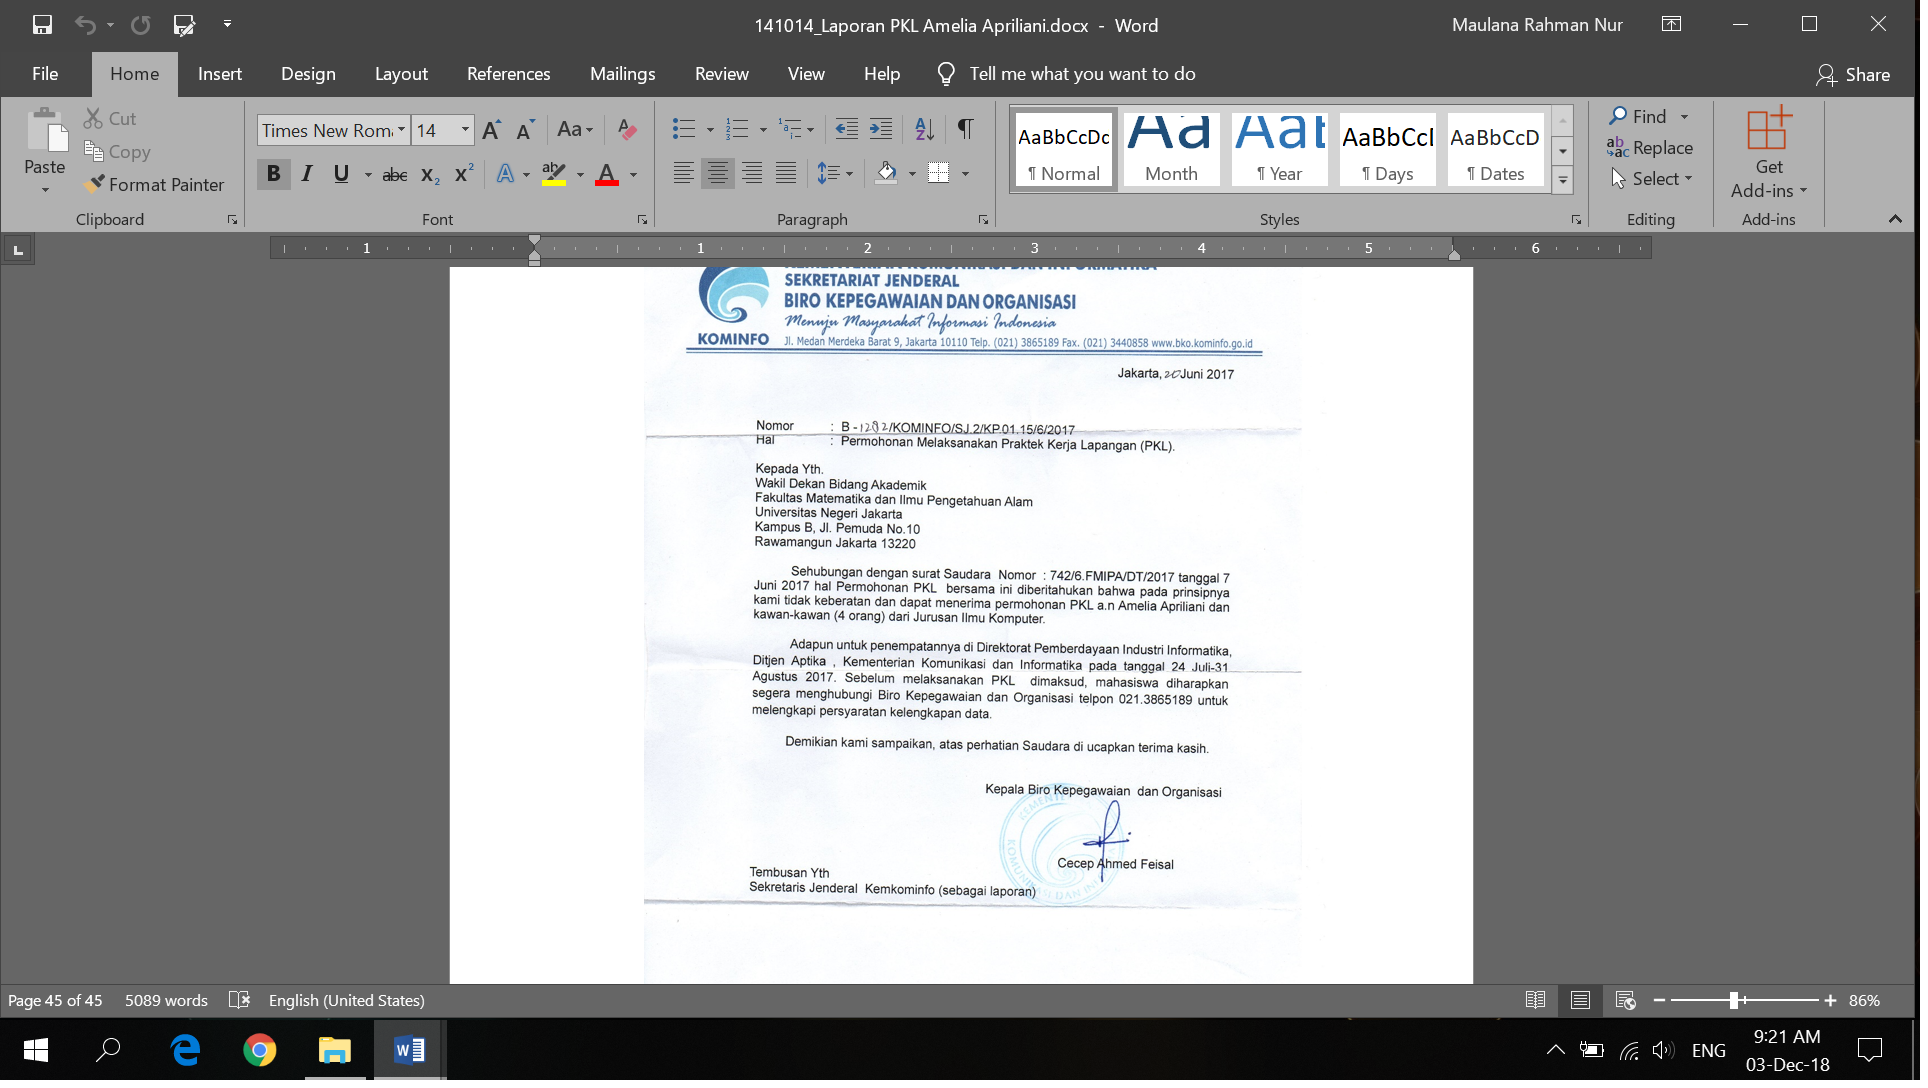 141014_Laporan PKL Amelia Apriliani.docx - Word
Maulana Rahman Nur
File Home Insert Design Layout References Mailings Review View Help Tell me what you want to do Share
Paste
Cut
Copy
Format Painter
Clipboard
Times New Roma 14
Font
Paragraph
AaBbCcDc ¶ Normal
Aa Month
Aab ¶ Year
AaBbCcI ¶ Days
AaBbCcD ¶ Dates
Styles
Find
Replace
Select
Editing
Get
Add-ins
Add-ins
1 1 2 3 4 5 6
SEKRETARIAT JENDERAL
BIRO KEPEGAWAIAN DAN ORGANISASI
Menuju Masyarakat Informasi Indonesia
KOMINFO
Jl. Medan Merdeka Barat 9, Jakarta 10110 Telp. (021) 3865189 Fax. (021) 3440858 www.bko.kominfo.go.id
Jakarta, 20 Juni 2017
Nomor : B - 1282/KOMINFO/SJ.2/KP.01.15/6/2017
Hal : Permohonan Melaksanakan Praktek Kerja Lapangan (PKL).
Kepada Yth.
Wakil Dekan Bidang Akademik
Fakultas Matematika dan Ilmu Pengetahuan Alam
Universitas Negeri Jakarta
Kampus B, Jl. Pemuda No.10
Rawamangun Jakarta 13220
Sehubungan dengan surat Saudara Nomor : 742/6.FMIPA/DT/2017 tanggal 7
Juni 2017 hal Permohonan PKL bersama ini diberitahukan bahwa pada prinsipnya
kami tidak keberatan dan dapat menerima permohonan PKL a.n Amelia Apriliani dan
kawan-kawan (4 orang) dari Jurusan Ilmu Komputer.
Adapun untuk penempatannya di Direktorat Pemberdayaan Industri Informatika,
Ditjen Aptika , Kementerian Komunikasi dan Informatika pada tanggal 24 Juli-31
Agustus 2017. Sebelum melaksanakan PKL dimaksud, mahasiswa diharapkan
segera menghubungi Biro Kepegawaian dan Organisasi telpon 021.3865189 untuk
melengkapi persyaratan kelengkapan data.
Demikian kami sampaikan, atas perhatian Saudara di ucapkan terima kasih.
Kepala Biro Kepegawaian dan Organisasi
Cecep Ahmed Feisal
Tembusan Yth
Sekretaris Jenderal Kemkominfo (sebagai laporan)
Page 45 of 45 5089 words English (United States) 86%
ENG
9:21 AM
03-Dec-18